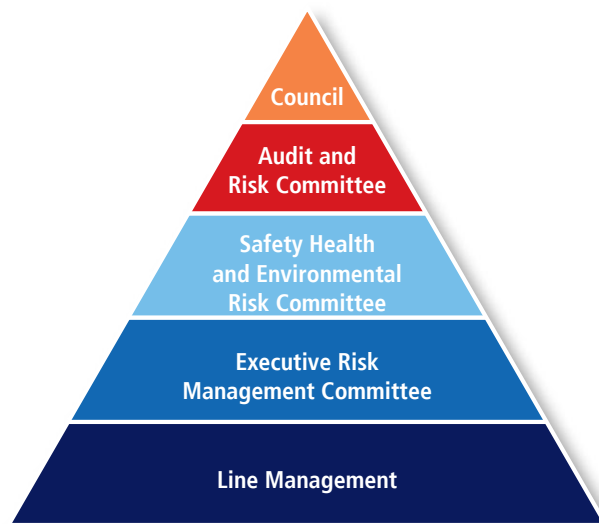 Council
Audit and
Risk Committee
Safety Health
and Environmental
Risk Committee
Executive Risk
Management Committee
Line Management